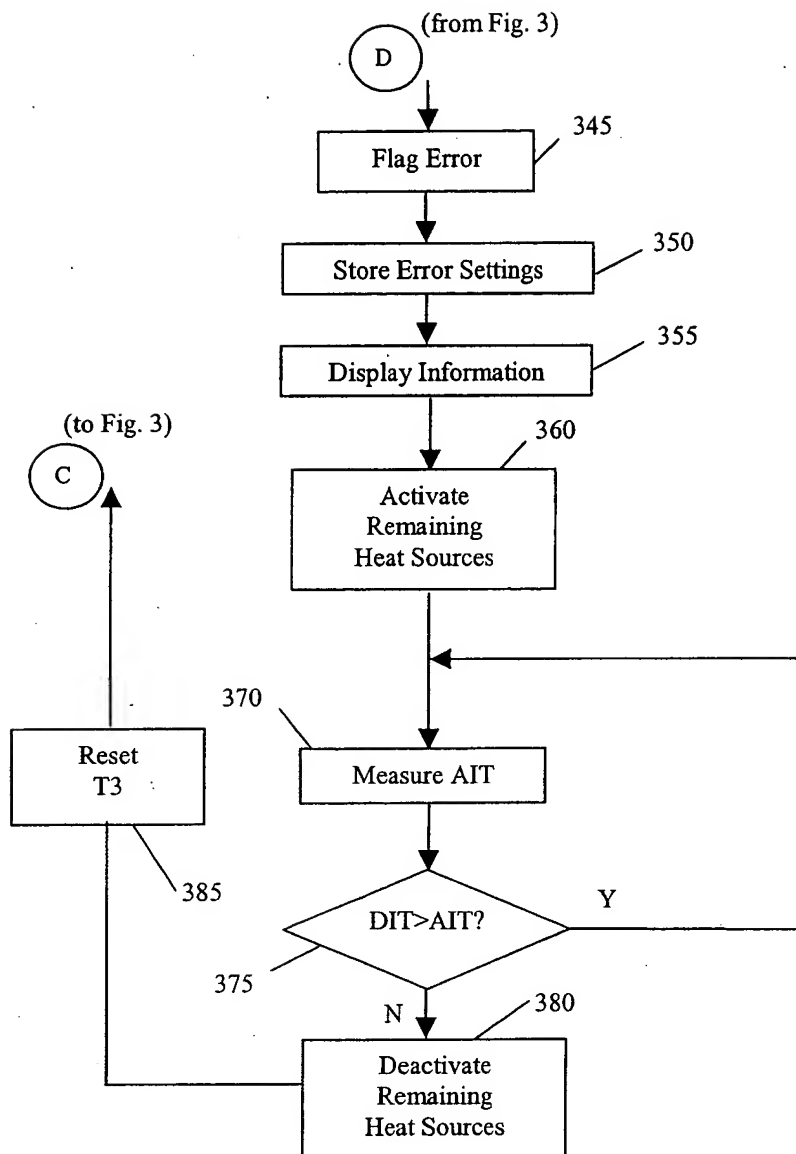 (from Fig. 3)
D
345
Flag Error
350
Store Error Settings
355
Display Information
(to Fig. 3)
C
360
Activate
Remaining
Heat Sources
370
Reset
T3
Measure AIT
385
DIT>AIT?
Y
375
N
380
Deactivate
Remaining
Heat Sources